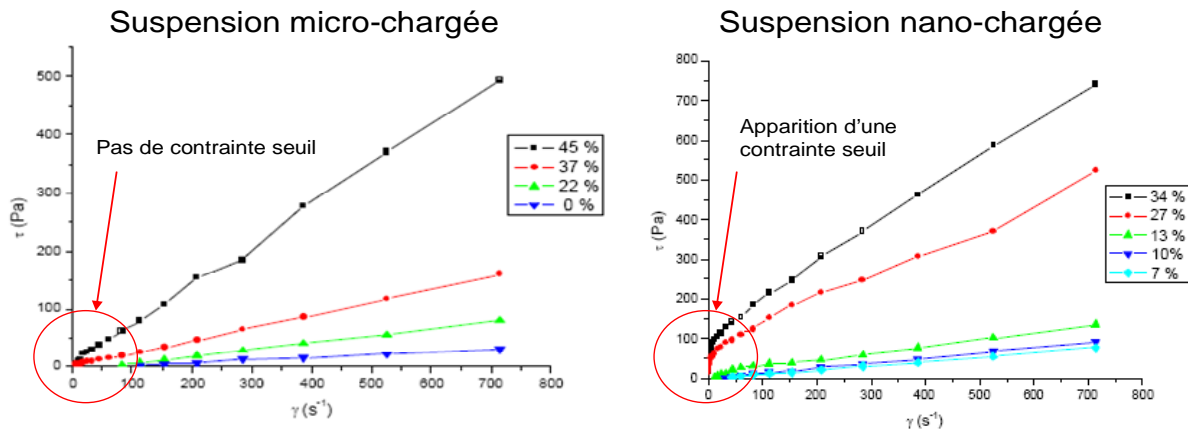 Suspension micro-chargée
500
400
300
200
100
0
τ (Pa)
Pas de contrainte seuil
45 %
37 %
22 %
0 %
0 100 200 300 400 500 600 700 800
γ (s⁻¹)
Suspension nano-chargée
800
700
600
500
400
300
200
100
0
τ (Pa)
Apparition d'une
contrainte seuil
34 %
27 %
13 %
10%
7 %
0 100 200 300 400 500 600 700 800
γ (s⁻¹)